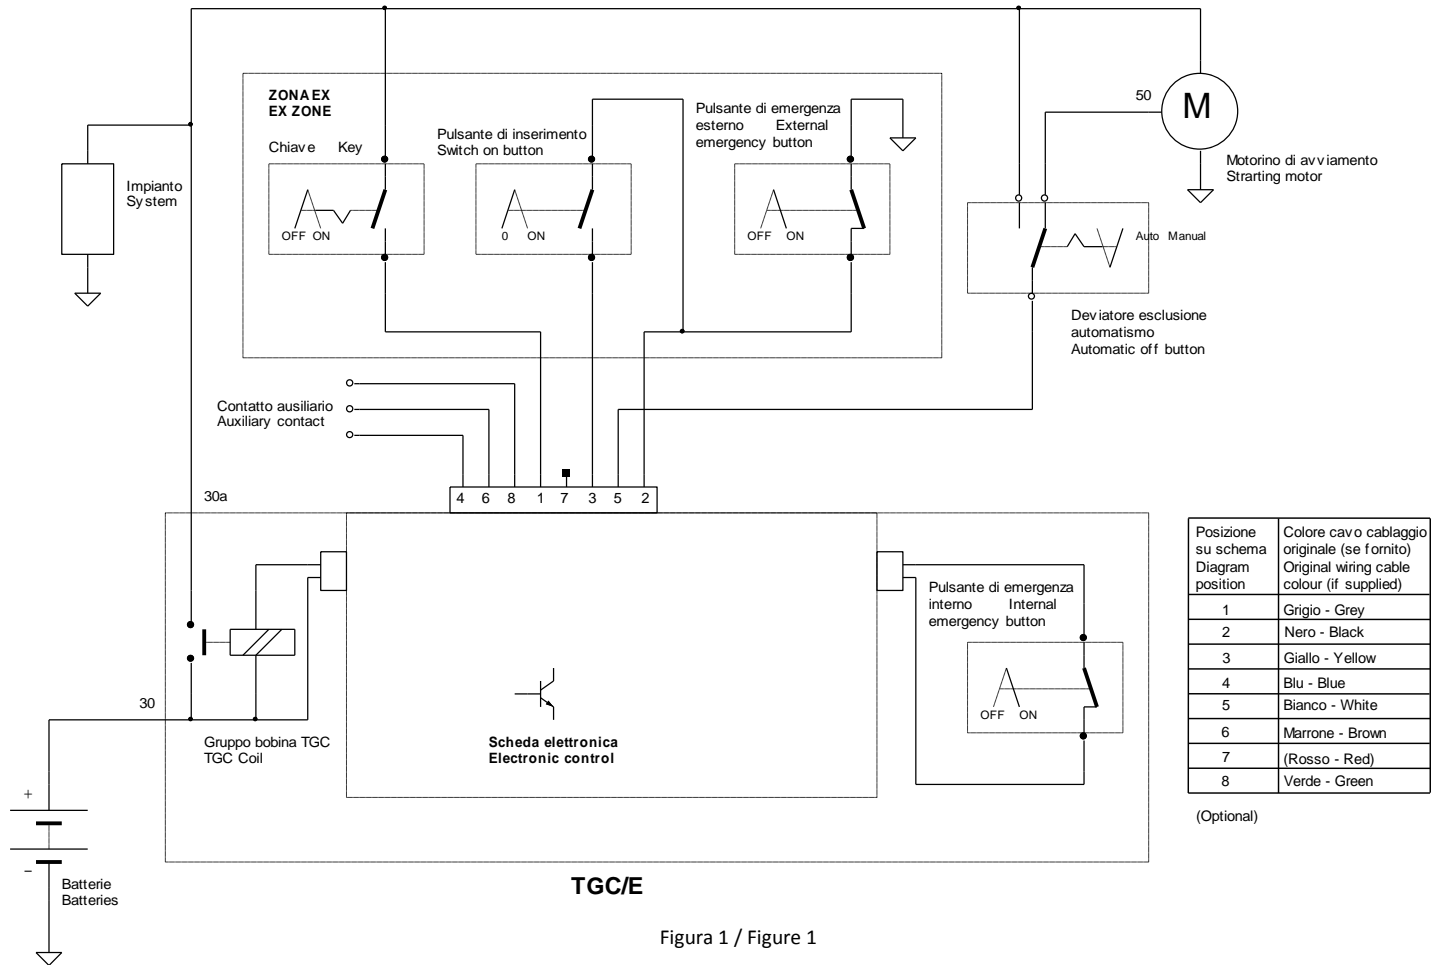 ZONA EX
EX ZONE
Chiave Key
OFF ON
Pulsante di inserimento
Switch on button
0 ON
Pulsante di emergenza
esterno External
emergency button
OFF ON
50
M
Motorino di avviamento
Strarting motor
Impianto
System
Auto Manual
Deviatore esclusione
automatismo
Automatic off button
Contatto ausiliario
Auxiliary contact
30a
4 6 8 1 7 3 5 2
30
Gruppo bobina TGC
TGC Coil
Scheda elettronica
Electronic control
Pulsante di emergenza
interno Internal
emergency button
OFF ON
+
−
Batterie
Batteries
TGC/E
Posizione
su schema
Diagram
position
Colore cavo cablaggio
originale (se fornito)
Original wiring cable
colour (if supplied)
1 Grigio - Grey
2 Nero - Black
3 Giallo - Yellow
4 Blu - Blue
5 Bianco - White
6 Marrone - Brown
7 (Rosso - Red)
8 Verde - Green
(Optional)
Figura 1 / Figure 1